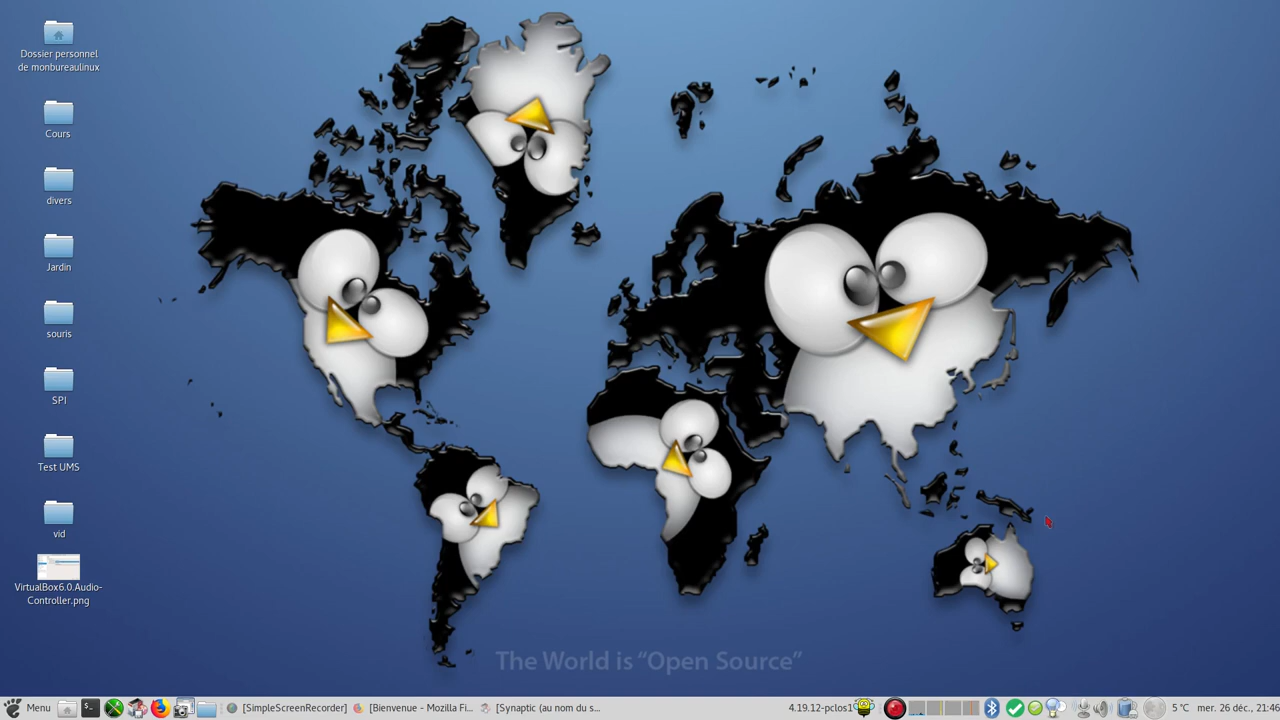 Dossier personnel
de monbureaulinux
Cours
divers
Jardin
souris
SPI
Test UMS
vid
VirtualBox6.0.Audio-
Controller.png
The World is “Open Source”
Menu [SimpleScreenRecorder] [Bienvenue - Mozilla Fi... [Synaptic (au nom du s... 4.19.12-pclos1 5 °C mer. 26 déc., 21:46